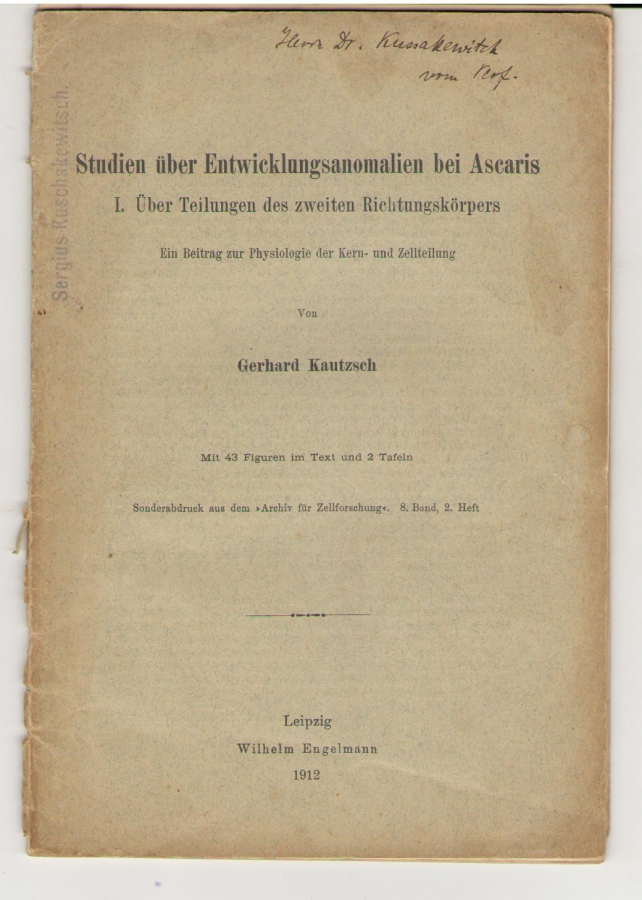 Herrn Dr. Kussakewitch
vom Verf.
Sergius Kuschakewitsch.
Studien über Entwicklungsanomalien bei Ascaris
I. Über Teilungen des zweiten Richtungskörpers
Ein Beitrag zur Physiologie der Kern- und Zellteilung
Von
Gerhard Kautzsch
Mit 43 Figuren im Text und 2 Tafeln
Sonderabdruck aus dem »Archiv für Zellforschung«. 8. Band, 2. Heft
Leipzig
Wilhelm Engelmann
1912